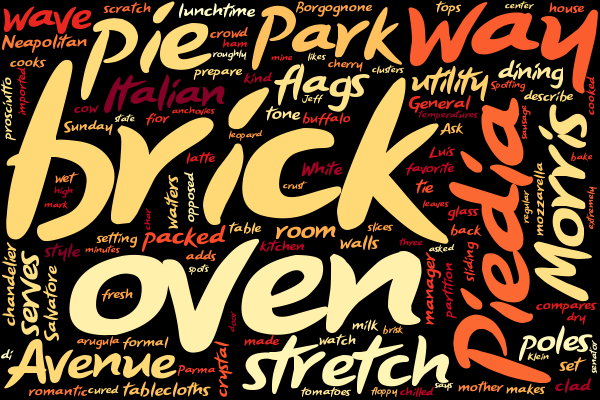 wave
scratch
lunchtime
Borgognone
tops
center
house
Neapolitan
pie
crowd
ham
roughly
Park
way
cooks
prepare
mine
likes
cherry
clusters
prosciutto
imported
cow
Italian
kind
flags
Jeff
utility
dining
Spotting
describe
cooked
Sunday
state
fior
anchovies
tone
buffalo
General
temperatures
sausage
brick
leopard
Ask
Piedia
Morris
wet
high
mark
latte
White
Luis
favorite
bake
waiters
opposed
crust
tie
leaves
glass
regular
mozzarella
extremely
char
setting
packed
table
room
slices
back
chandelier
serves
style
minutes
adds
spots
kitchen
walls
three
asked
manager
partition
sliding
Salvatore
fresh
oven
compares
dry
door
made
watch
milk
brisk
poles
arugula
formal
crystal
stretch
Klein
senator
di
Avenue
Parma
set
romantic
cured
tablecloths
tomatoes
floppy
chilled
says
mother
makes
clad